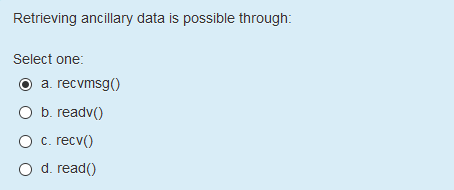 Retrieving ancillary data is possible through:
Select one:
a. recvmsg()
b. readv()
c. recv()
d. read()